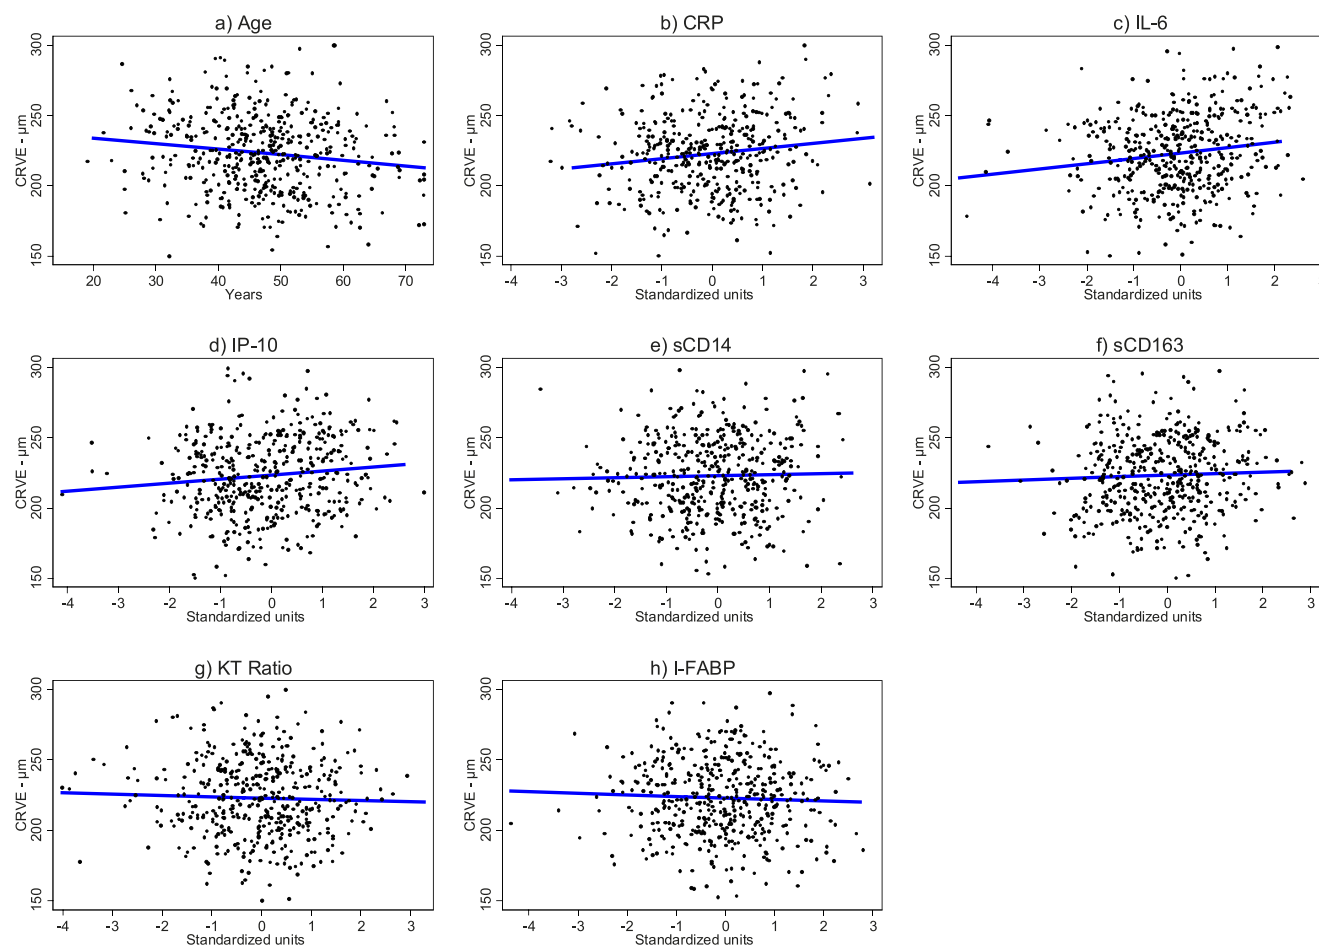 a) Age
b) CRP
c) IL-6
CRVE - μm
150 200 250 300
20 30 40 50 60 70
Years
CRVE - μm
150 200 250 300
-4 -3 -2 -1 0 1 2 3
Standardized units
CRVE - μm
150 200 250 300
-4 -3 -2 -1 0 1 2
Standardized units
d) IP-10
e) sCD14
f) sCD163
CRVE - μm
150 200 250 300
-4 -3 -2 -1 0 1 2 3
Standardized units
CRVE - μm
150 200 250 300
-4 -3 -2 -1 0 1 2 3
Standardized units
CRVE - μm
150 200 250 300
-4 -3 -2 -1 0 1 2 3
Standardized units
g) KT Ratio
h) I-FABP
CRVE - μm
150 200 250 300
-4 -3 -2 -1 0 1 2 3
Standardized units
CRVE - μm
150 200 250 300
-4 -3 -2 -1 0 1 2 3
Standardized units